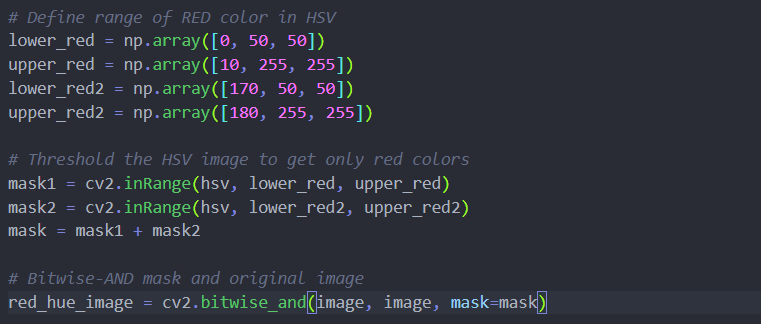 # Define range of RED color in HSV
lower_red = np.array([0, 50, 50])
upper_red = np.array([10, 255, 255])
lower_red2 = np.array([170, 50, 50])
upper_red2 = np.array([180, 255, 255])
# Threshold the HSV image to get only red colors
mask1 = cv2.inRange(hsv, lower_red, upper_red)
mask2 = cv2.inRange(hsv, lower_red2, upper_red2)
mask = mask1 + mask2
# Bitwise-AND mask and original image
red_hue_image = cv2.bitwise_and(image, image, mask=mask)